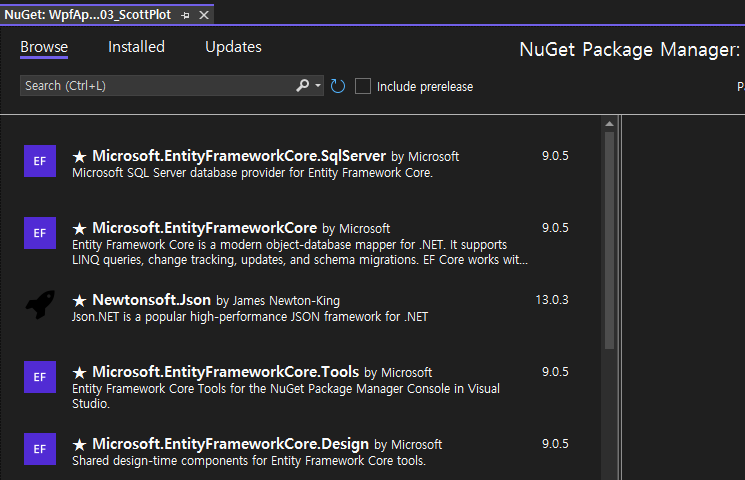 NuGet: WpfAp...03_ScottPlot
Browse Installed Updates NuGet Package Manager:
Search (Ctrl+L) Include prerelease
EF ★ Microsoft.EntityFrameworkCore.SqlServer by Microsoft 9.0.5
Microsoft SQL Server database provider for Entity Framework Core.
EF ★ Microsoft.EntityFrameworkCore by Microsoft 9.0.5
Entity Framework Core is a modern object-database mapper for .NET. It supports
LINQ queries, change tracking, updates, and schema migrations. EF Core works wit...
★ Newtonsoft.Json by James Newton-King 13.0.3
Json.NET is a popular high-performance JSON framework for .NET
EF ★ Microsoft.EntityFrameworkCore.Tools by Microsoft 9.0.5
Entity Framework Core Tools for the NuGet Package Manager Console in Visual
Studio.
EF ★ Microsoft.EntityFrameworkCore.Design by Microsoft 9.0.5
Shared design-time components for Entity Framework Core tools.